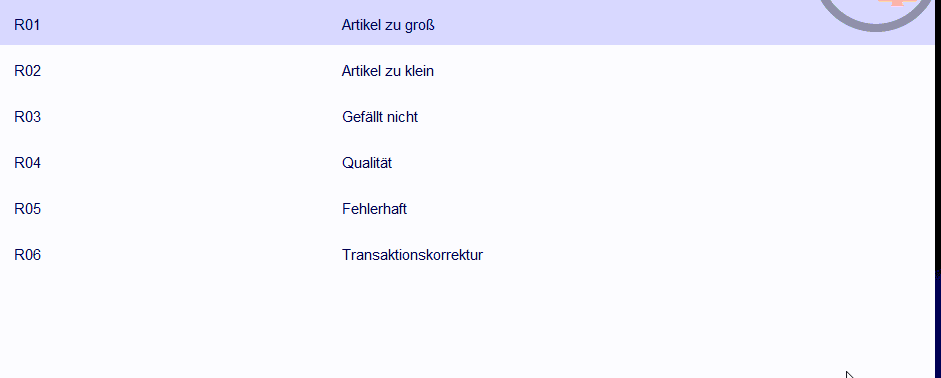 R01 Artikel zu groß
R02 Artikel zu klein
R03 Gefällt nicht
R04 Qualität
R05 Fehlerhaft
R06 Transaktionskorrektur